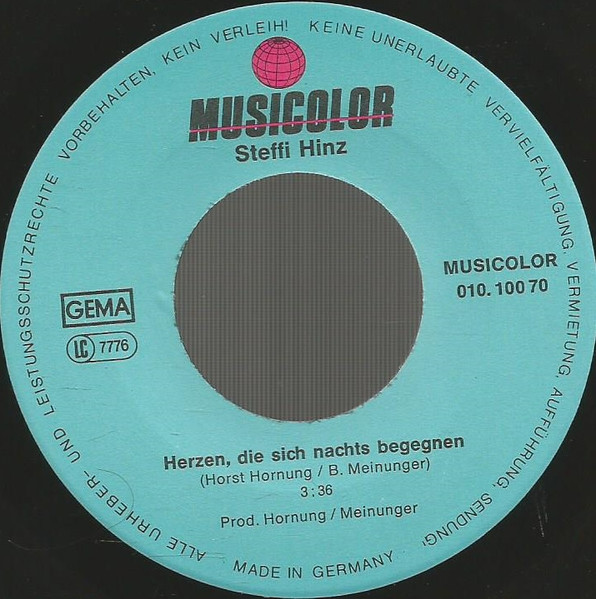 ALLE URHEBER- UND LEISTUNGSSCHUTZRECHTE VORBEHALTEN, KEIN VERLEIH! KEINE UNERLAUBTE VERVIELFÄLTIGUNG, VERMIETUNG, AUFFÜHRUNG, SENDUNG!
MUSICOLOR
Steffi Hinz
MUSICOLOR
010. 100 70
GEMA
LC 7776
Herzen, die sich nachts begegnen
(Horst Hornung / B. Meinunger)
3 : 36
Prod. Hornung / Meinunger
MADE IN GERMANY